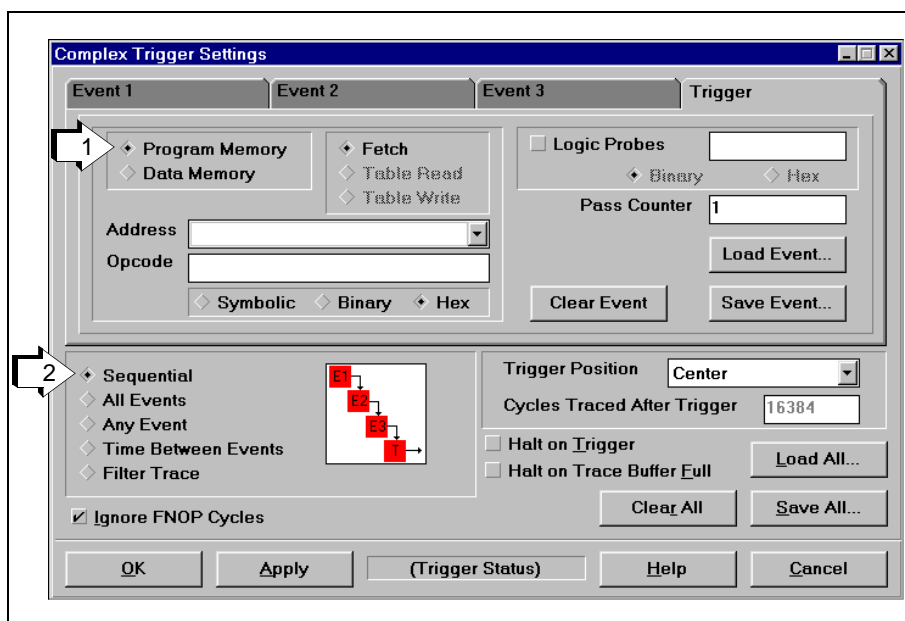 Complex Trigger Settings
Event 1 Event 2 Event 3 Trigger
1
Program Memory
Data Memory
Fetch
Table Read
Table Write
Address
Opcode
Symbolic Binary Hex
Logic Probes
Binary Hex
Pass Counter 1
Load Event...
Clear Event Save Event...
2
Sequential
All Events
Any Event
Time Between Events
Filter Trace
E1
E2
E3
T
Ignore FNOP Cycles
Trigger Position Center
Cycles Traced After Trigger 16384
Halt on Trigger
Halt on Trace Buffer Full
Load All...
Clear All Save All...
OK Apply (Trigger Status) Help Cancel